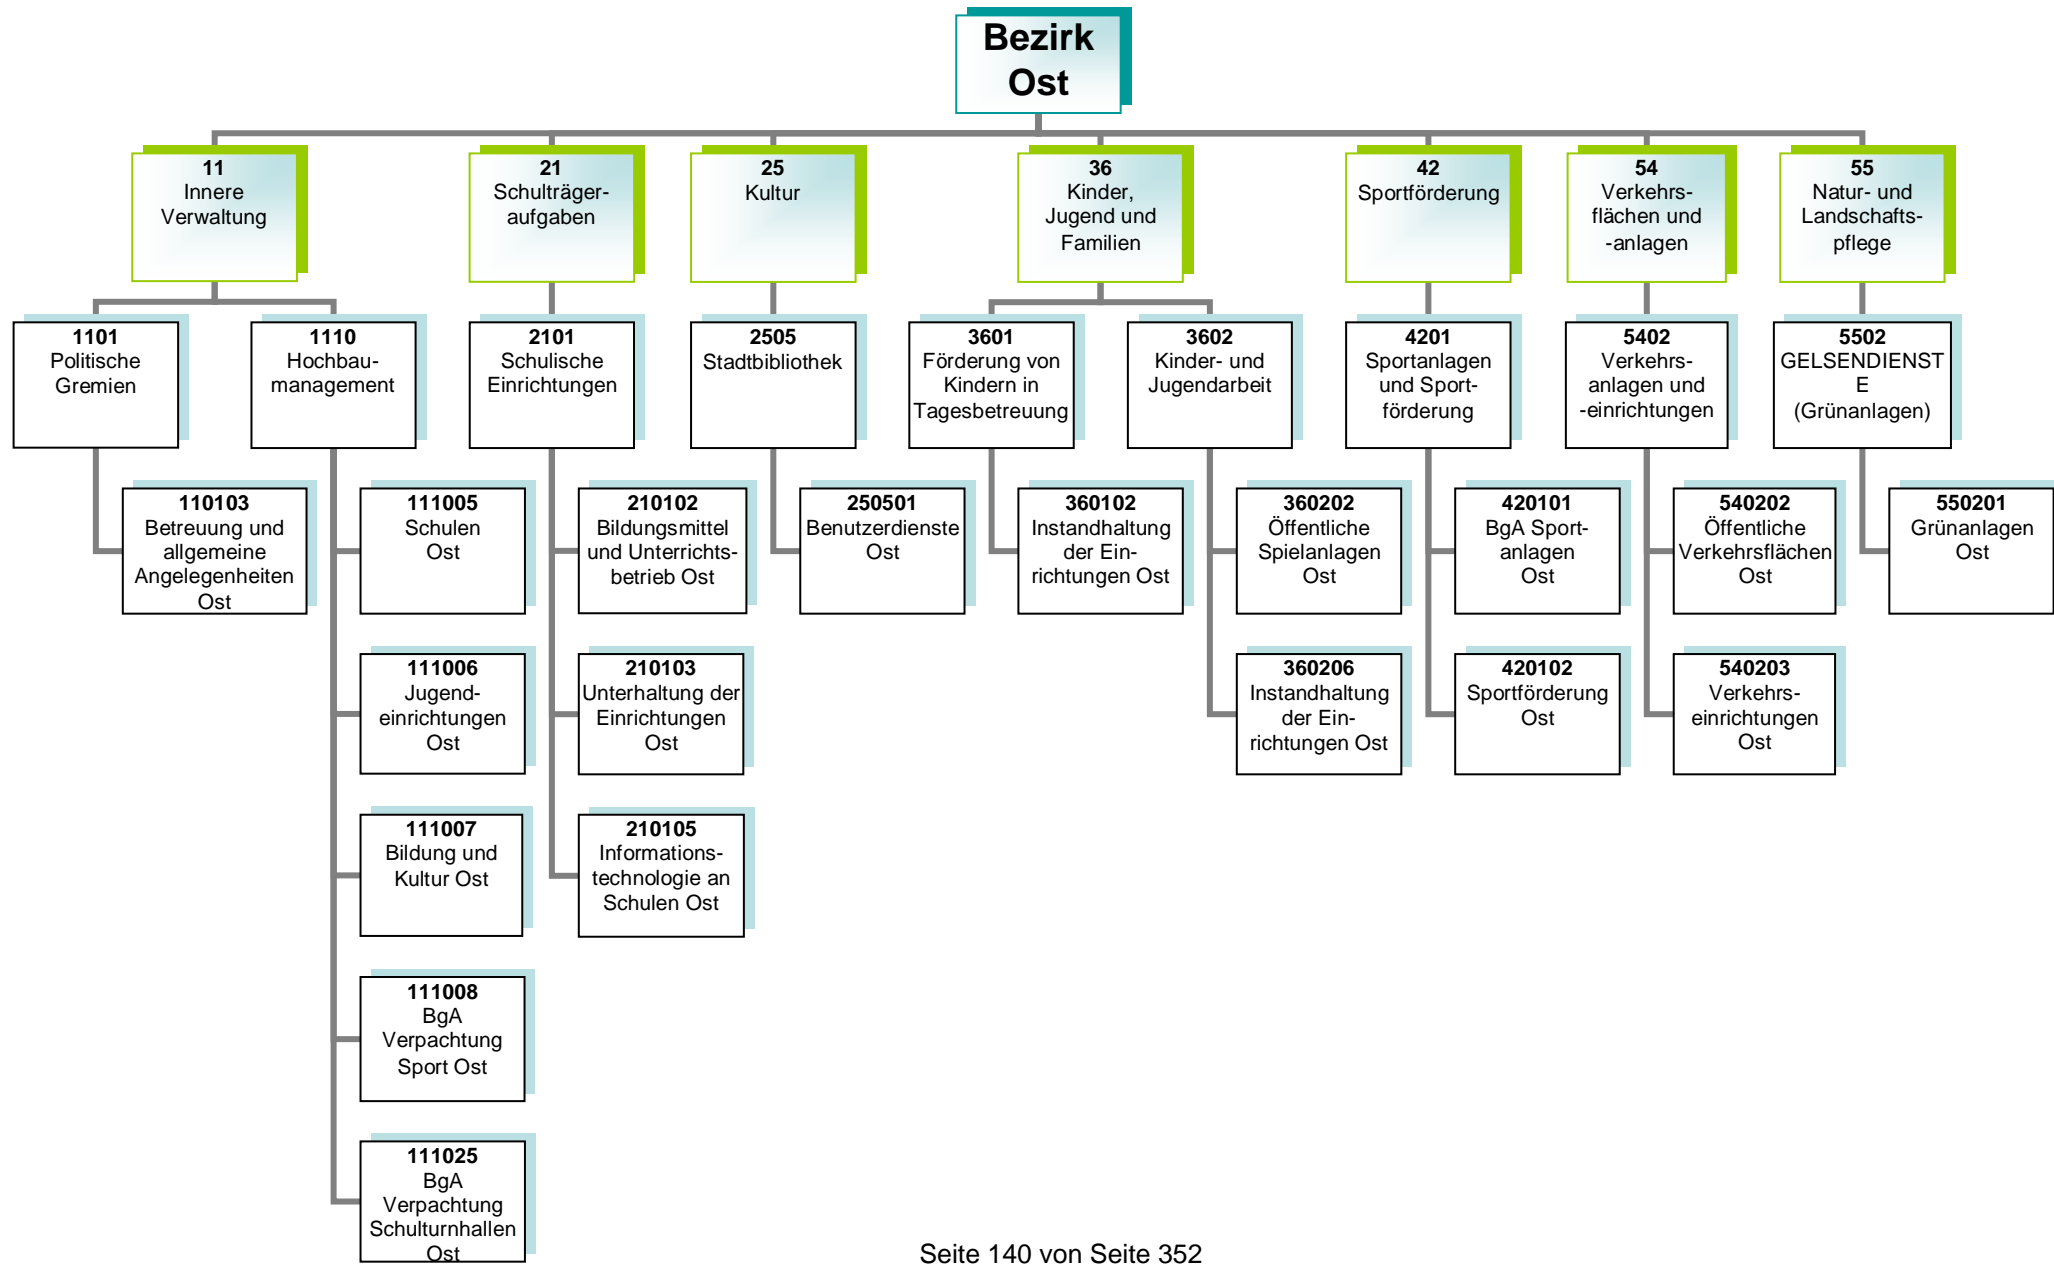 Bezirk
Ost
11
Innere
Verwaltung
21
Schulträger-
aufgaben
25
Kultur
36
Kinder,
Jugend und
Familien
42
Sportförderung
54
Verkehrs-
flächen und
-anlagen
55
Natur- und
Landschafts-
pflege
1101
Politische
Gremien
1110
Hochbau-
management
2101
Schulische
Einrichtungen
2505
Stadtbibliothek
3601
Förderung von
Kindern in
Tagesbetreuung
3602
Kinder- und
Jugendarbeit
4201
Sportanlagen
und Sport-
förderung
5402
Verkehrs-
anlagen und
-einrichtungen
5502
GELSENDIENST
E
(Grünanlagen)
110103
Betreuung und
allgemeine
Angelegenheiten
Ost
111005
Schulen
Ost
210102
Bildungsmittel
und Unterrichts-
betrieb Ost
250501
Benutzerdienste
Ost
360102
Instandhaltung
der Ein-
richtungen Ost
360202
Öffentliche
Spielanlagen
Ost
420101
BgA Sport-
anlagen
Ost
540202
Öffentliche
Verkehrsflächen
Ost
550201
Grünanlagen
Ost
111006
Jugend-
einrichtungen
Ost
210103
Unterhaltung der
Einrichtungen
Ost
360206
Instandhaltung
der Ein-
richtungen Ost
420102
Sportförderung
Ost
540203
Verkehrs-
einrichtungen
Ost
111007
Bildung und
Kultur Ost
210105
Informations-
technologie an
Schulen Ost
111008
BgA
Verpachtung
Sport Ost
111025
BgA
Verpachtung
Schulturnhallen
Ost
Seite 140 von Seite 352